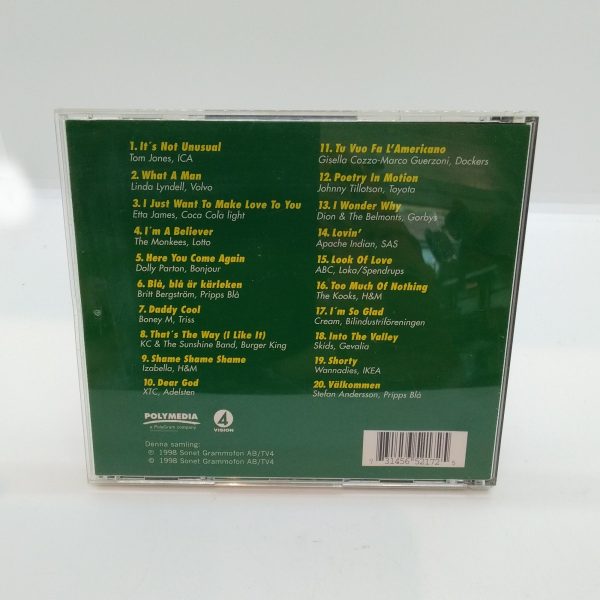 1. It's Not Unusual
Tom Jones, ICA
2. What A Man
Linda Lyndell, Volvo
3. I Just Want To Make Love To You
Etta James, Coca Cola light
4. I'm A Believer
The Monkees, Lotto
5. Here You Come Again
Dolly Parton, Bonjour
6. Blå, blå är kärleken
Britt Bergström, Pripps Blå
7. Daddy Cool
Boney M, Triss
8. That's The Way (I Like It)
KC & The Sunshine Band, Burger King
9. Shame Shame Shame
Izabella, H&M
10. Dear God
XTC, Adelsten
11. Tu Vuo Fa L'Americano
Gisella Cozzo-Marco Guerzoni, Dockers
12. Poetry In Motion
Johnny Tillotson, Toyota
13. I Wonder Why
Dion & The Belmonts, Gorbys
14. Lovin'
Apache Indian, SAS
15. Look Of Love
ABC, Loka/Spendrups
16. Too Much Of Nothing
The Kooks, H&M
17. I'm So Glad
Cream, Bilindustriföreningen
18. Into The Valley
Skids, Gevalia
19. Shorty
Wannadies, IKEA
20. Välkommen
Stefan Andersson, Pripps Blå
POLYMEDIA
a PolyGram company
4
VISION
Denna samling:
℗ 1998 Sonet Grammofon AB/TV4
© 1998 Sonet Grammofon AB/TV4
9 31456 52172 5